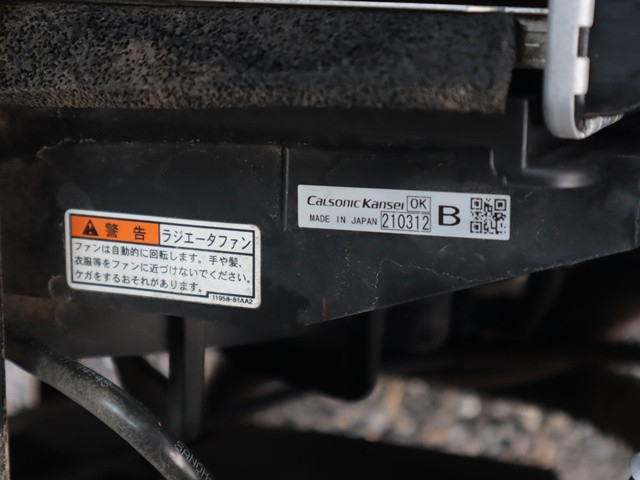 Calsonic Kansei OK
MADE IN JAPAN 210312 B
警告 ラジエータファン
ファンは自動的に回転します。手や髪、
衣服等をファンに近づけないでください。
ケガをするおそれがあります。
11958-81AA2
SANOH